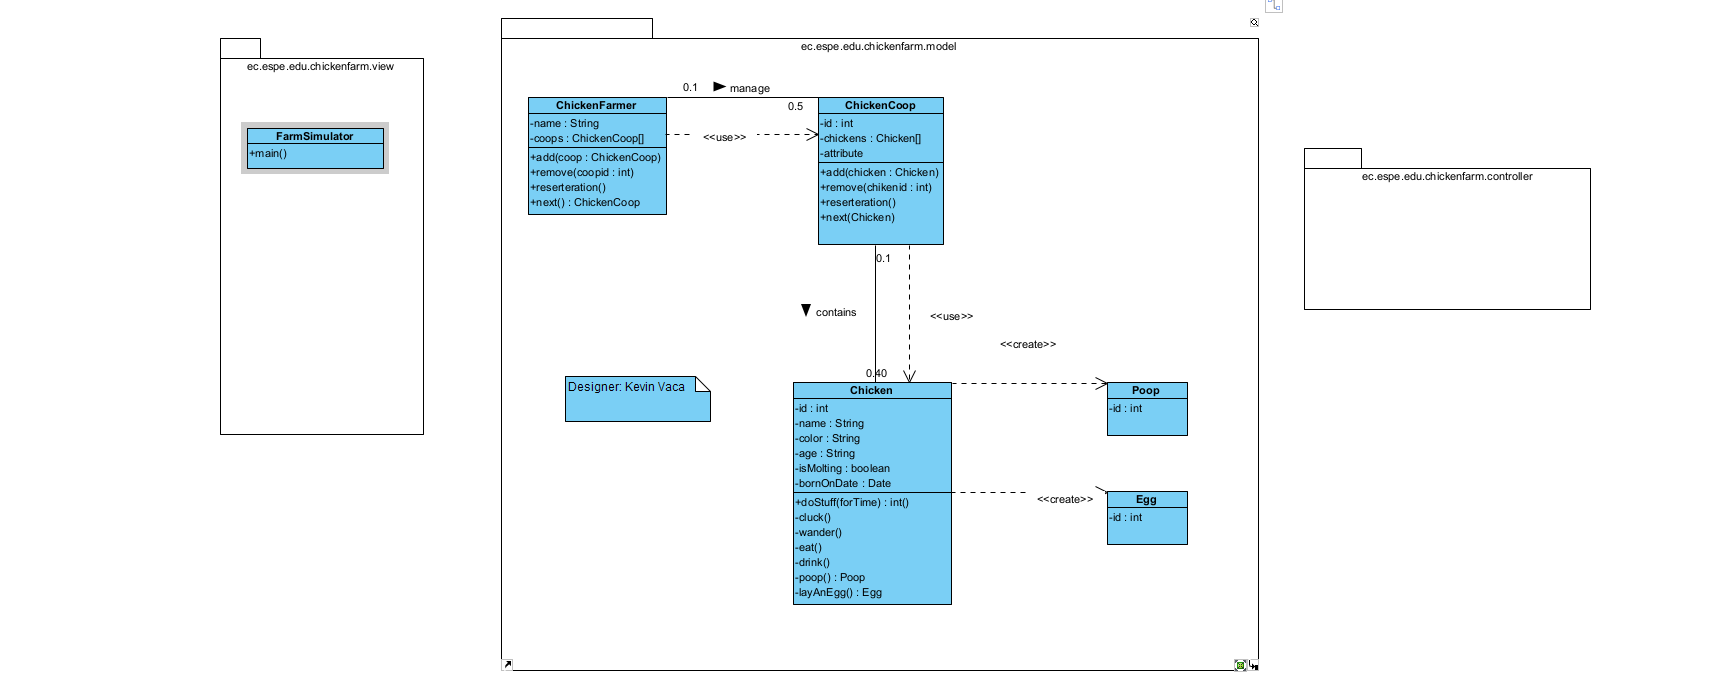 ec.espe.edu.chickenfarm.view
FarmSimulator
+main()
ec.espe.edu.chickenfarm.model
0.1
manage
0.5
ChickenFarmer
-name : String
-coops : ChickenCoop[]
+add(coop : ChickenCoop)
+remove(coopid : int)
+reserteration()
+next() : ChickenCoop
<<use>>
ChickenCoop
-id : int
-chickens : Chicken[]
-attribute
+add(chicken : Chicken)
+remove(chikenid : int)
+reserteration()
+next(Chicken)
0.1
contains
<<use>>
<<create>>
0.40
Designer: Kevin Vaca
Chicken
-id : int
-name : String
-color : String
-age : String
-isMolting : boolean
-bornOnDate : Date
+doStuff(forTime) : int()
-cluck()
-wander()
-eat()
-drink()
-poop() : Poop
-layAnEgg() : Egg
Poop
-id : int
<<create>>
Egg
-id : int
ec.espe.edu.chickenfarm.controller